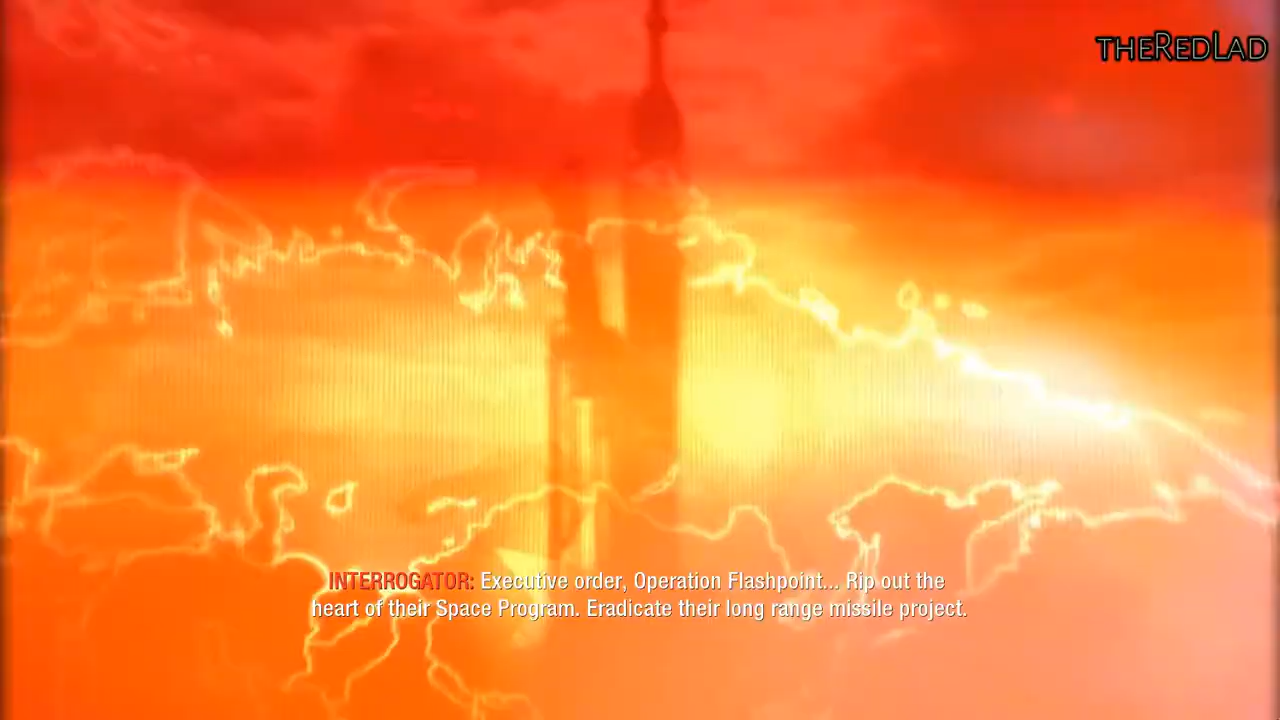 THEREDLAD
INTERROGATOR: Executive order, Operation Flashpoint... Rip out the
heart of their Space Program. Eradicate their long range missile project.